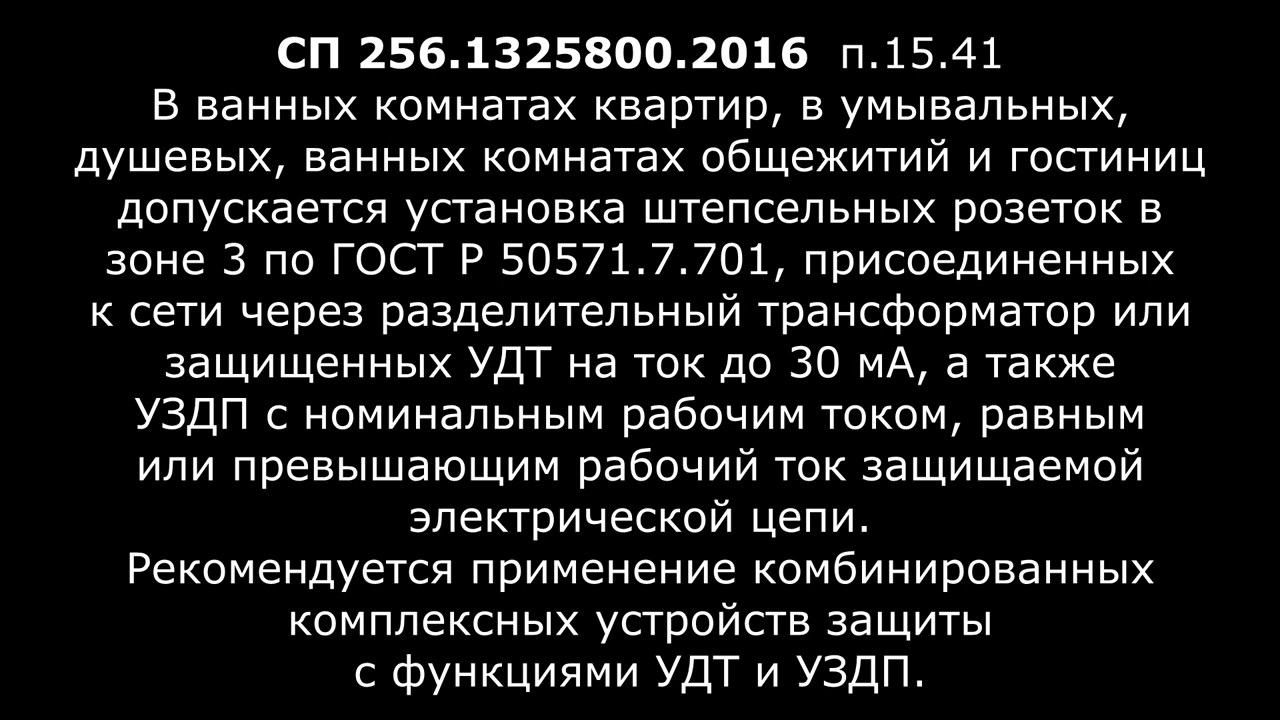 СП 256.1325800.2016 п.15.41
В ванных комнатах квартир, в умывальных,
душевых, ванных комнатах общежитий и гостиниц
допускается установка штепсельных розеток в
зоне 3 по ГОСТ Р 50571.7.701, присоединенных
к сети через разделительный трансформатор или
защищенных УДТ на ток до 30 мА, а также
УЗДП с номинальным рабочим током, равным
или превышающим рабочий ток защищаемой
электрической цепи.
Рекомендуется применение комбинированных
комплексных устройств защиты
с функциями УДТ и УЗДП.